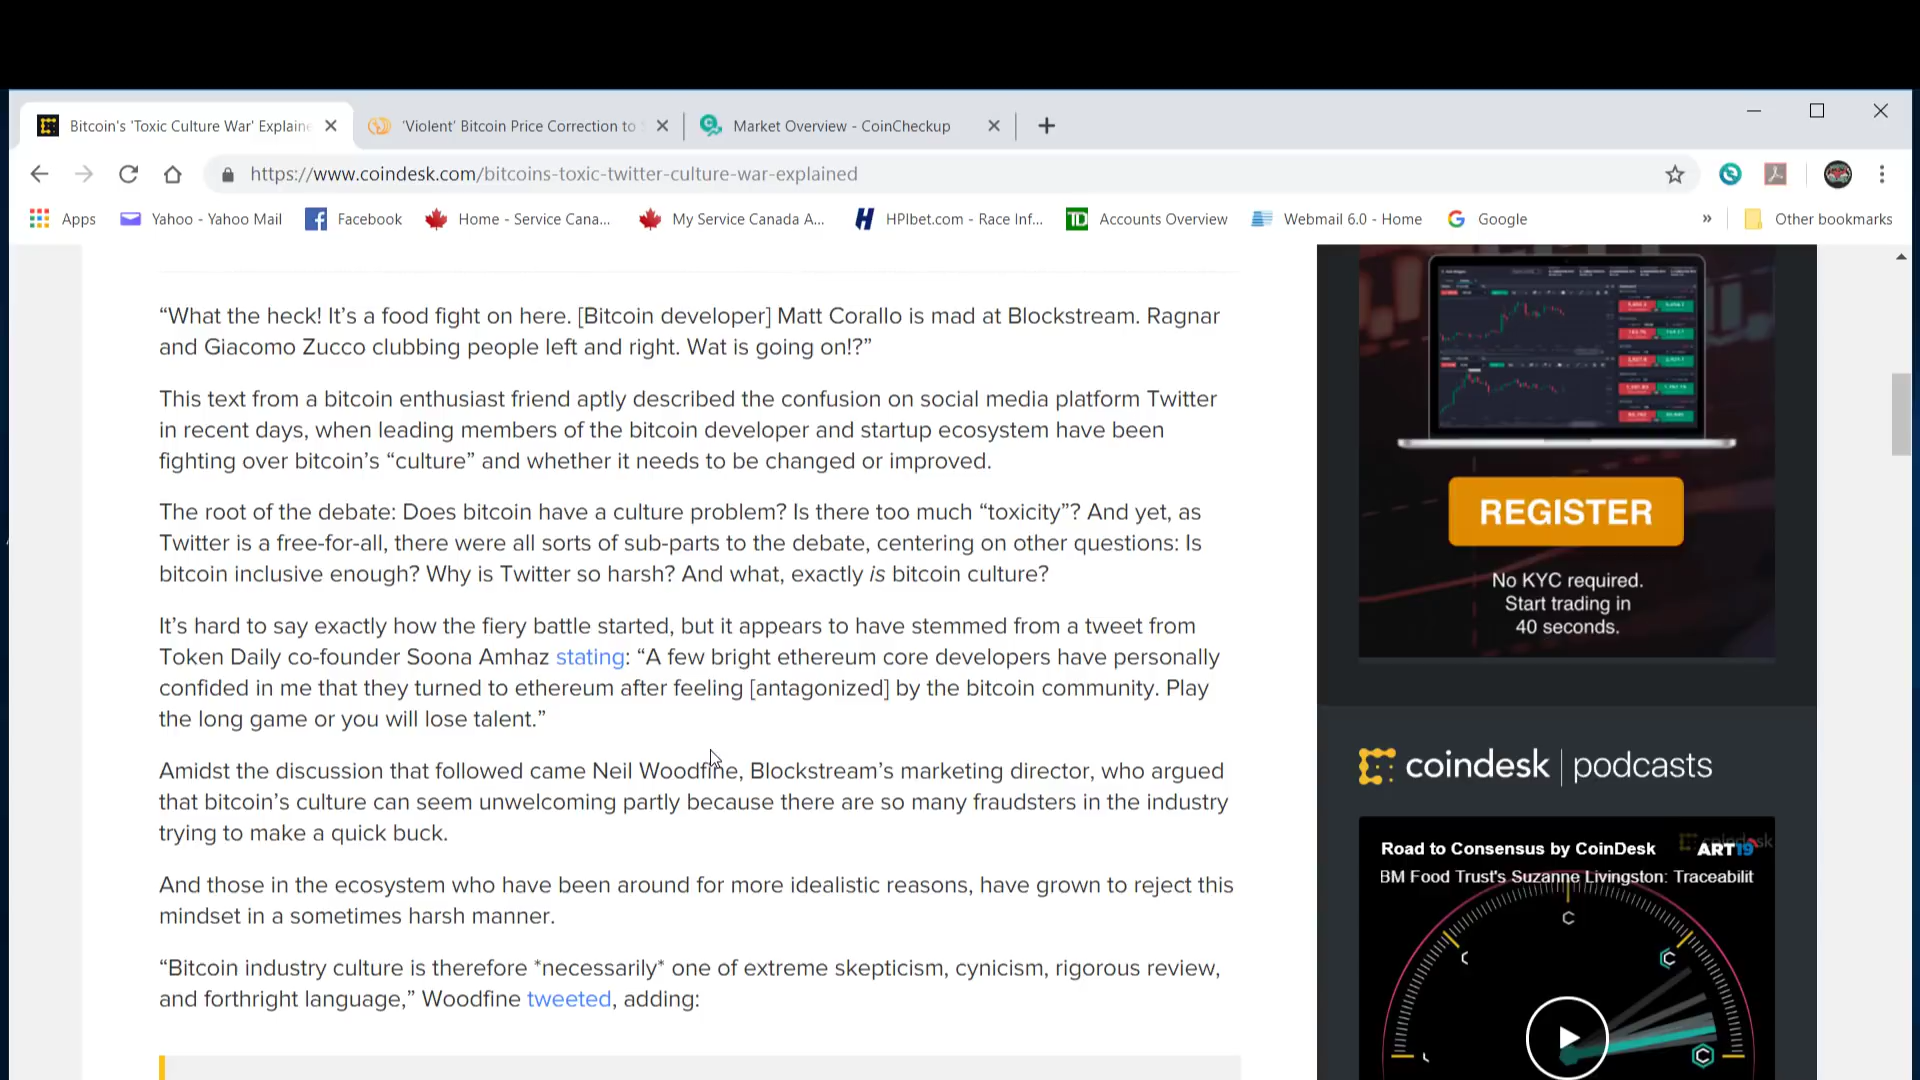 Bitcoin's 'Toxic Culture War' Explaine
'Violent' Bitcoin Price Correction to
Market Overview - CoinCheckup
https://www.coindesk.com/bitcoins-toxic-twitter-culture-war-explained
Apps
Yahoo - Yahoo Mail
Facebook
Home - Service Cana...
My Service Canada A...
HPIbet.com - Race Inf...
TD
Accounts Overview
Webmail 6.0 - Home
Google
»
Other bookmarks
“What the heck! It’s a food fight on here. [Bitcoin developer] Matt Corallo is mad at Blockstream. Ragnar
and Giacomo Zucco clubbing people left and right. Wat is going on!?”
This text from a bitcoin enthusiast friend aptly described the confusion on social media platform Twitter
in recent days, when leading members of the bitcoin developer and startup ecosystem have been
fighting over bitcoin’s “culture” and whether it needs to be changed or improved.
The root of the debate: Does bitcoin have a culture problem? Is there too much “toxicity”? And yet, as
Twitter is a free-for-all, there were all sorts of sub-parts to the debate, centering on other questions: Is
bitcoin inclusive enough? Why is Twitter so harsh? And what, exactly is bitcoin culture?
It’s hard to say exactly how the fiery battle started, but it appears to have stemmed from a tweet from
Token Daily co-founder Soona Amhaz stating: “A few bright ethereum core developers have personally
confided in me that they turned to ethereum after feeling [antagonized] by the bitcoin community. Play
the long game or you will lose talent.”
Amidst the discussion that followed came Neil Woodfine, Blockstream’s marketing director, who argued
that bitcoin’s culture can seem unwelcoming partly because there are so many fraudsters in the industry
trying to make a quick buck.
And those in the ecosystem who have been around for more idealistic reasons, have grown to reject this
mindset in a sometimes harsh manner.
“Bitcoin industry culture is therefore *necessarily* one of extreme skepticism, cynicism, rigorous review,
and forthright language,” Woodfine tweeted, adding:
REGISTER
No KYC required.
Start trading in
40 seconds.
coindesk | podcasts
coindesk
Road to Consensus by CoinDesk
ART19
BM Food Trust's Suzanne Livingston: Traceabilit